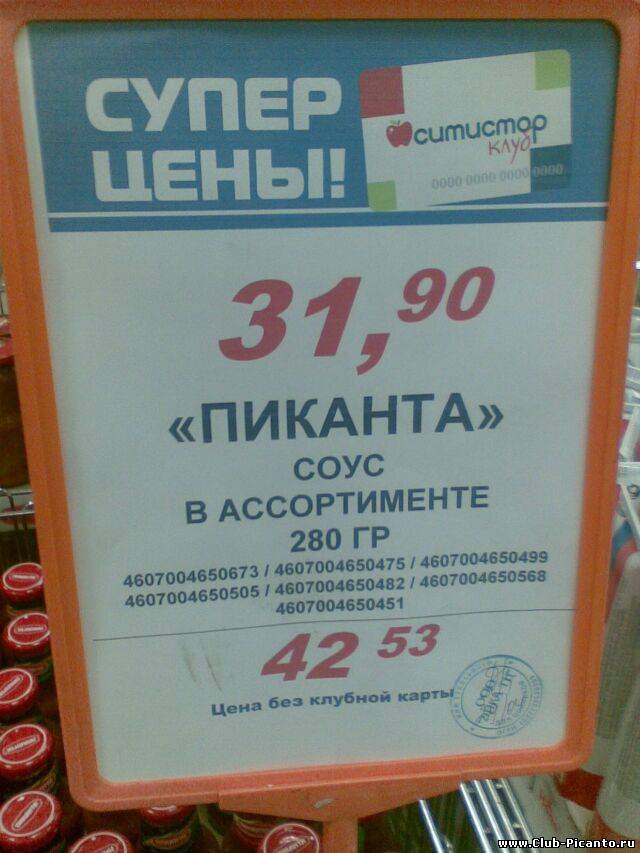 СУПЕР
ЦЕНЫ!
ситистор
клуб
0000 0000 0000 0000
31,90
«ПИКАНТА»
СОУС
В АССОРТИМЕНТЕ
280 ГР
4607004650673 / 4607004650475 / 4607004650499
4607004650505 / 4607004650482 / 4607004650568
4607004650451
42 53
Цена без клубной карты
www.Club-Picanto.ru